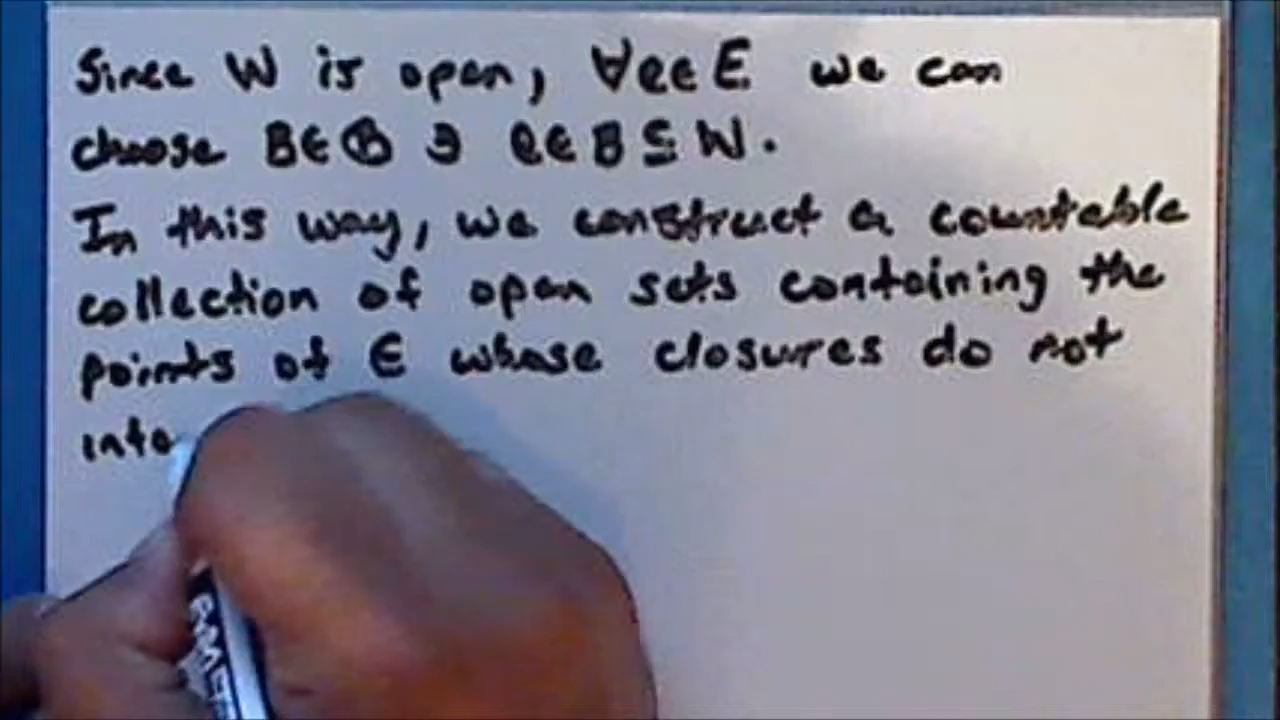 Since W is open, ∀e∈E we can
choose B∈ℬ ∋ e∈B⊆W.
In this way, we construct a countable
collection of open sets containing the
points of E whose closures do not
inte